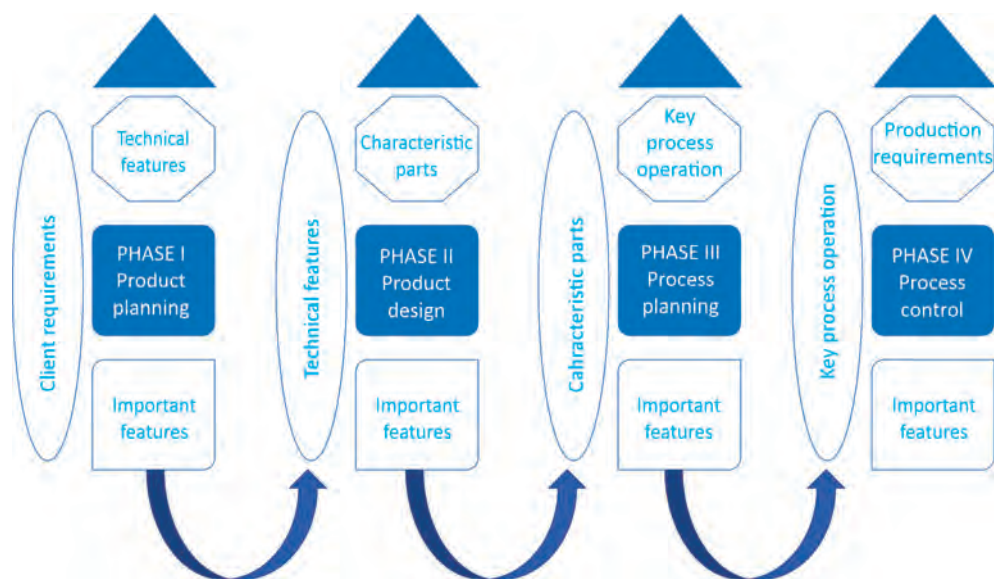 Client requirements
Technical
features
PHASE I
Product
planning
Important
features
Technical features
Characteristic
parts
PHASE II
Product
design
Important
features
Cahracteristic parts
Key
process
operation
PHASE III
Process
planning
Important
features
Key process operation
Production
requirements
PHASE IV
Process
control
Important
features